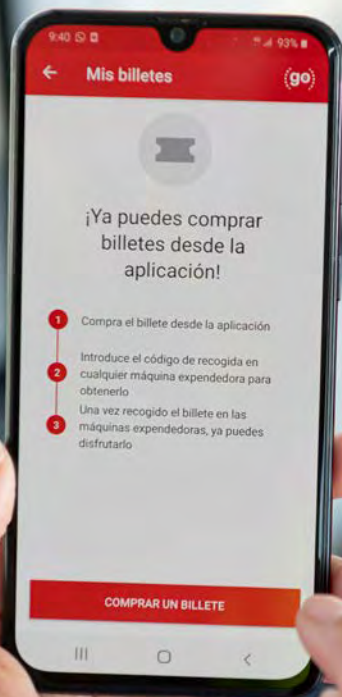 9:40 93%
Mis billetes (go)
¡Ya puedes comprar
billetes desde la
aplicación!
1 Compra el billete desde la aplicación
Introduce el código de recogida en
2 cualquier máquina expendedora para
obtenerlo
Una vez recogido el billete en las
3 máquinas expendedoras, ya puedes
disfrutarlo
COMPRAR UN BILLETE